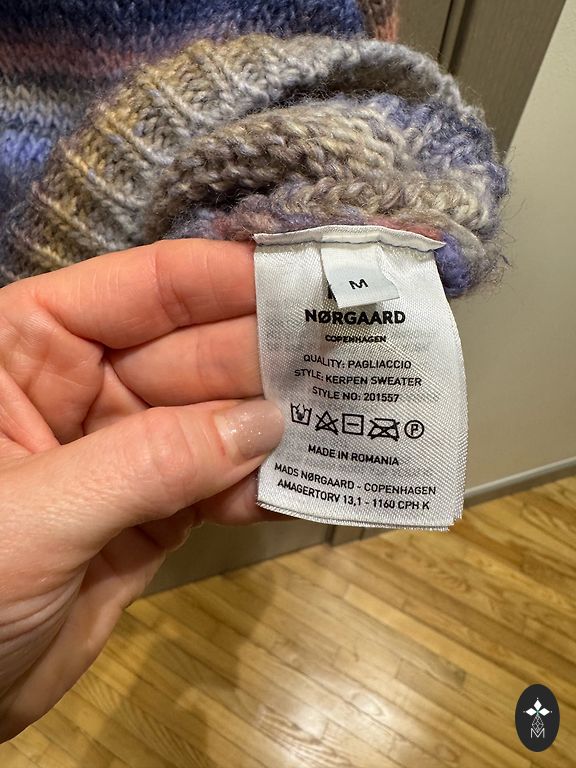 M
NØRGAARD
COPENHAGEN
QUALITY: PAGLIACCIO
STYLE: KERPEN SWEATER
STYLE NO: 201557
P
MADE IN ROMANIA
MADS NØRGAARD - COPENHAGEN
AMAGERTORV 13,1 - 1160 CPH K
M